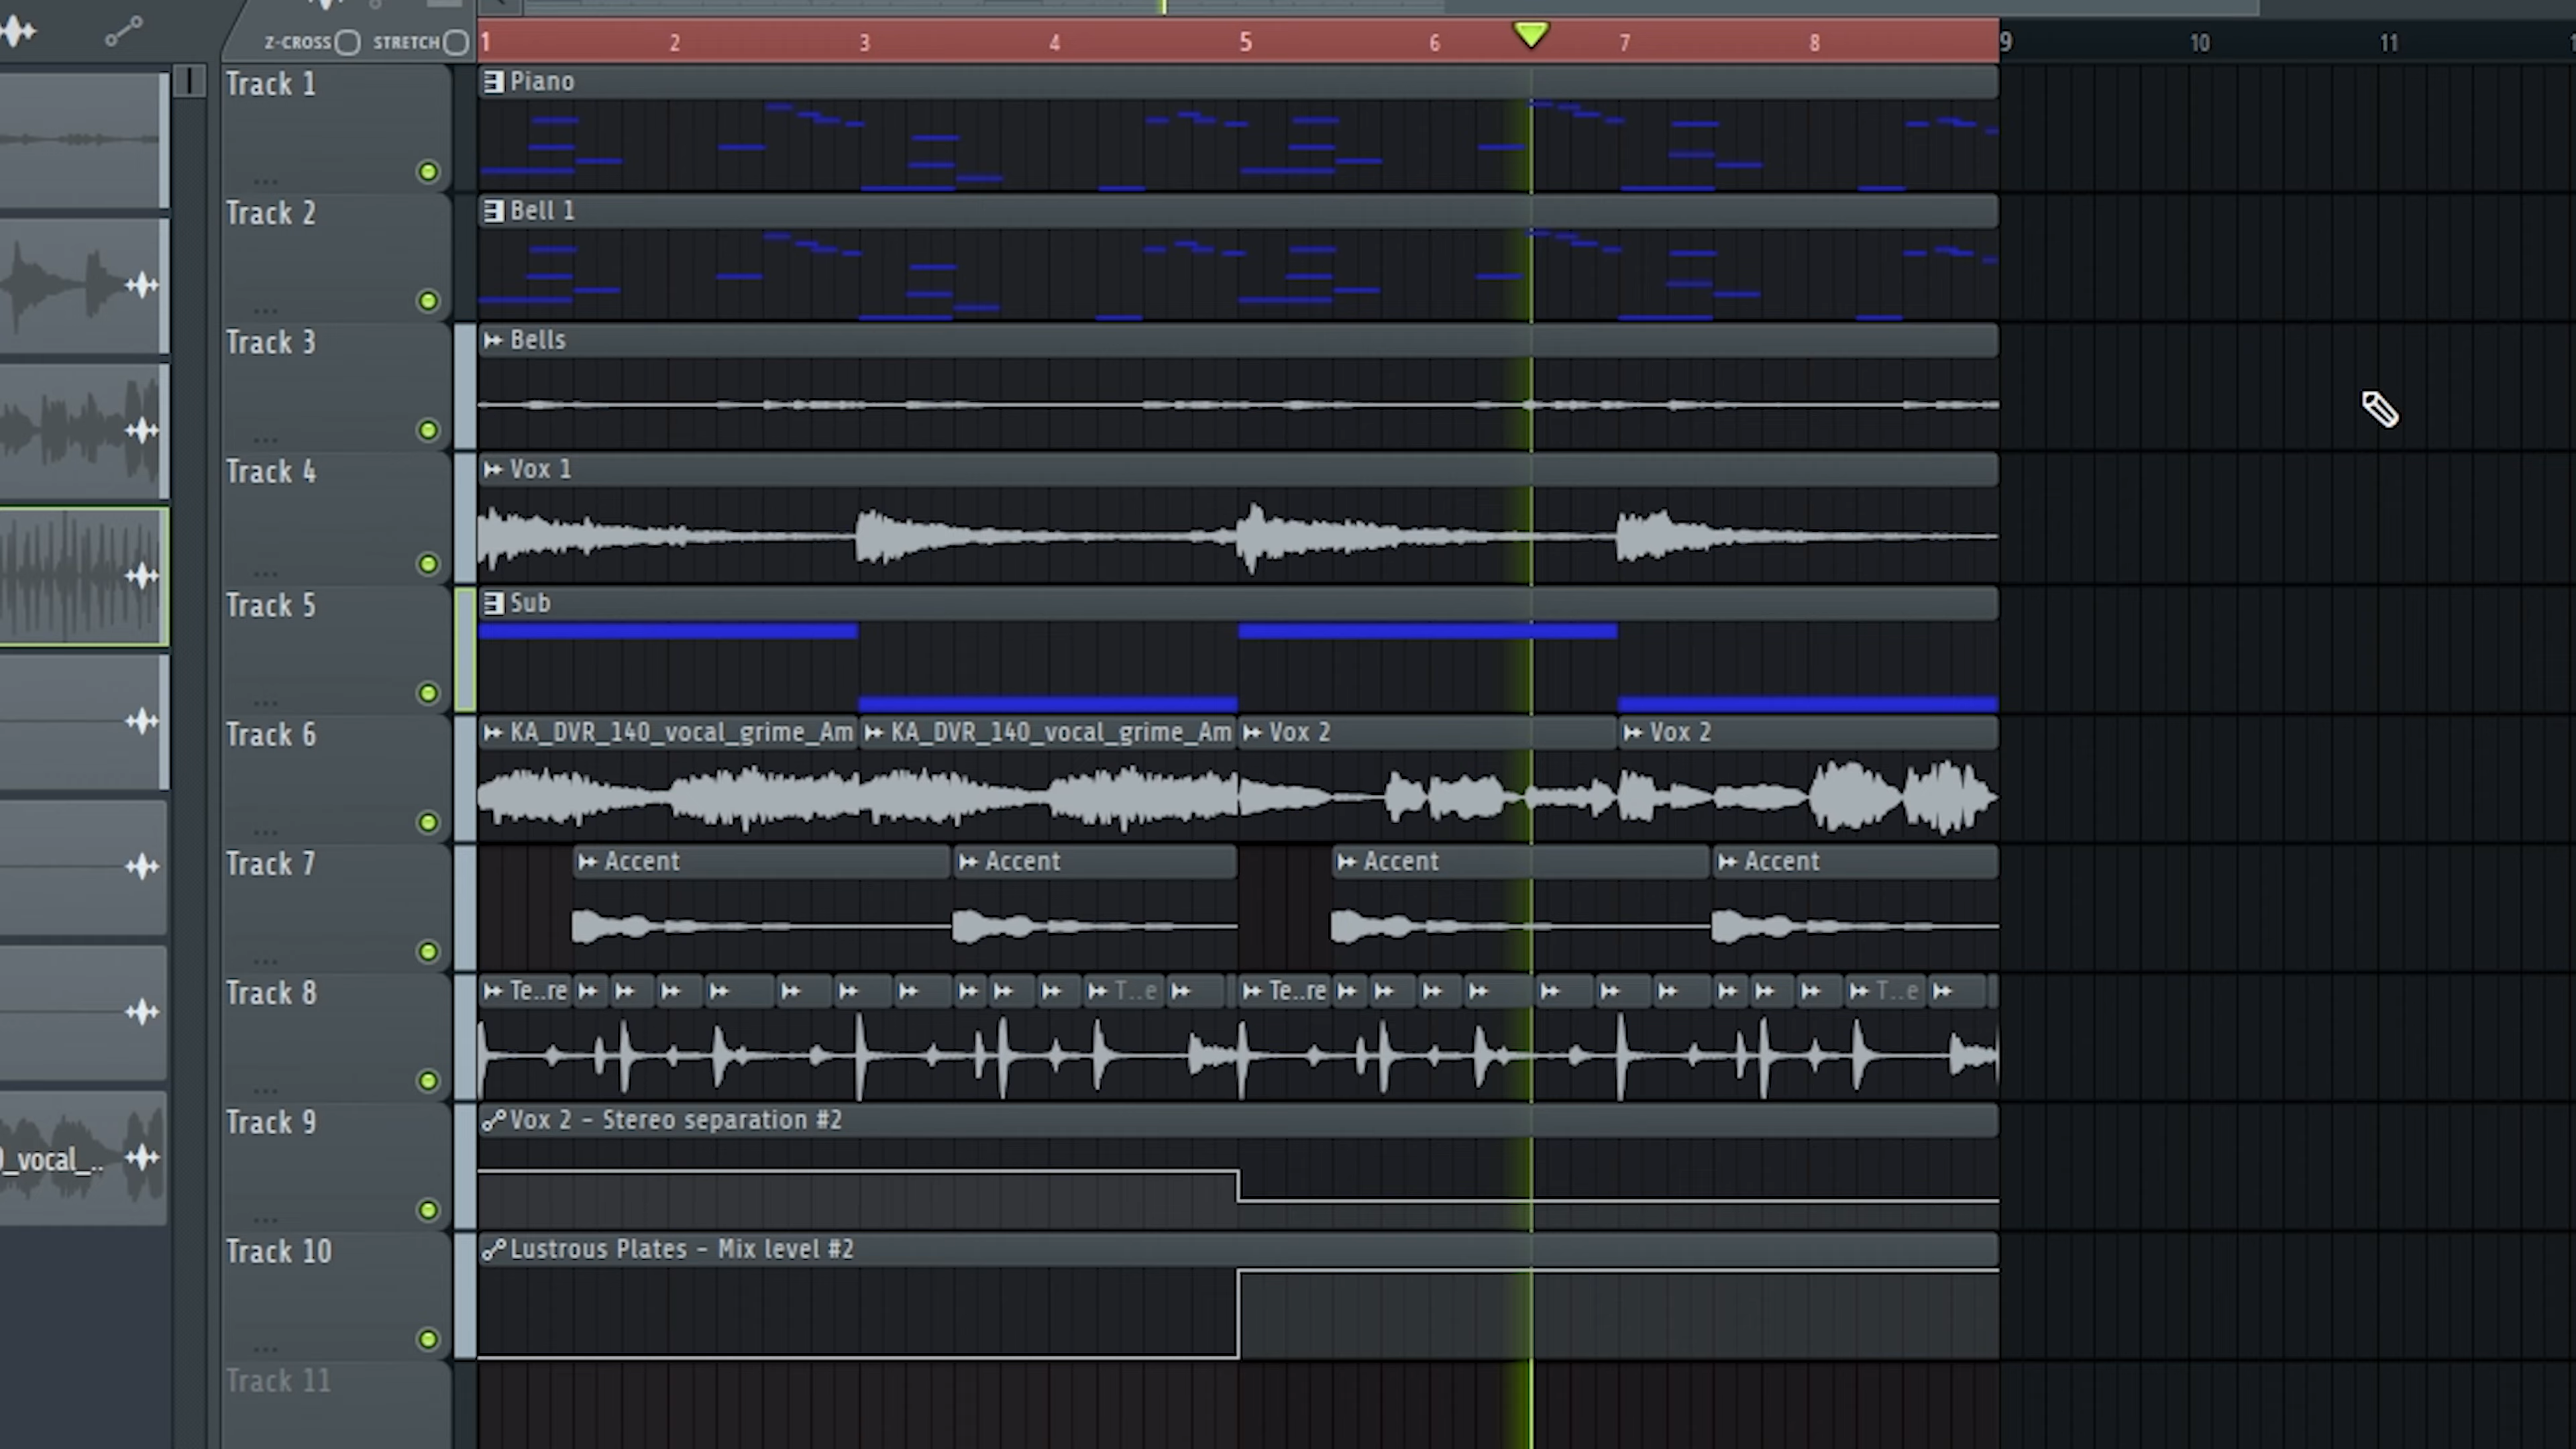 Z-CROSS STRETCH 1 2 3 4 5 6 7 8 9 10 11
Track 1 Piano
...
Track 2 Bell 1
...
Track 3 Bells
...
Track 4 Vox 1
...
Track 5 Sub
...
Track 6 KA_DVR_140_vocal_grime_Am KA_DVR_140_vocal_grime_Am Vox 2 Vox 2
...
Track 7 Accent Accent Accent Accent
...
Track 8 Te..re T..e Te..re T..e
...
Track 9 Vox 2 - Stereo separation #2
_vocal_..
...
Track 10 Lustrous Plates - Mix level #2
...
Track 11